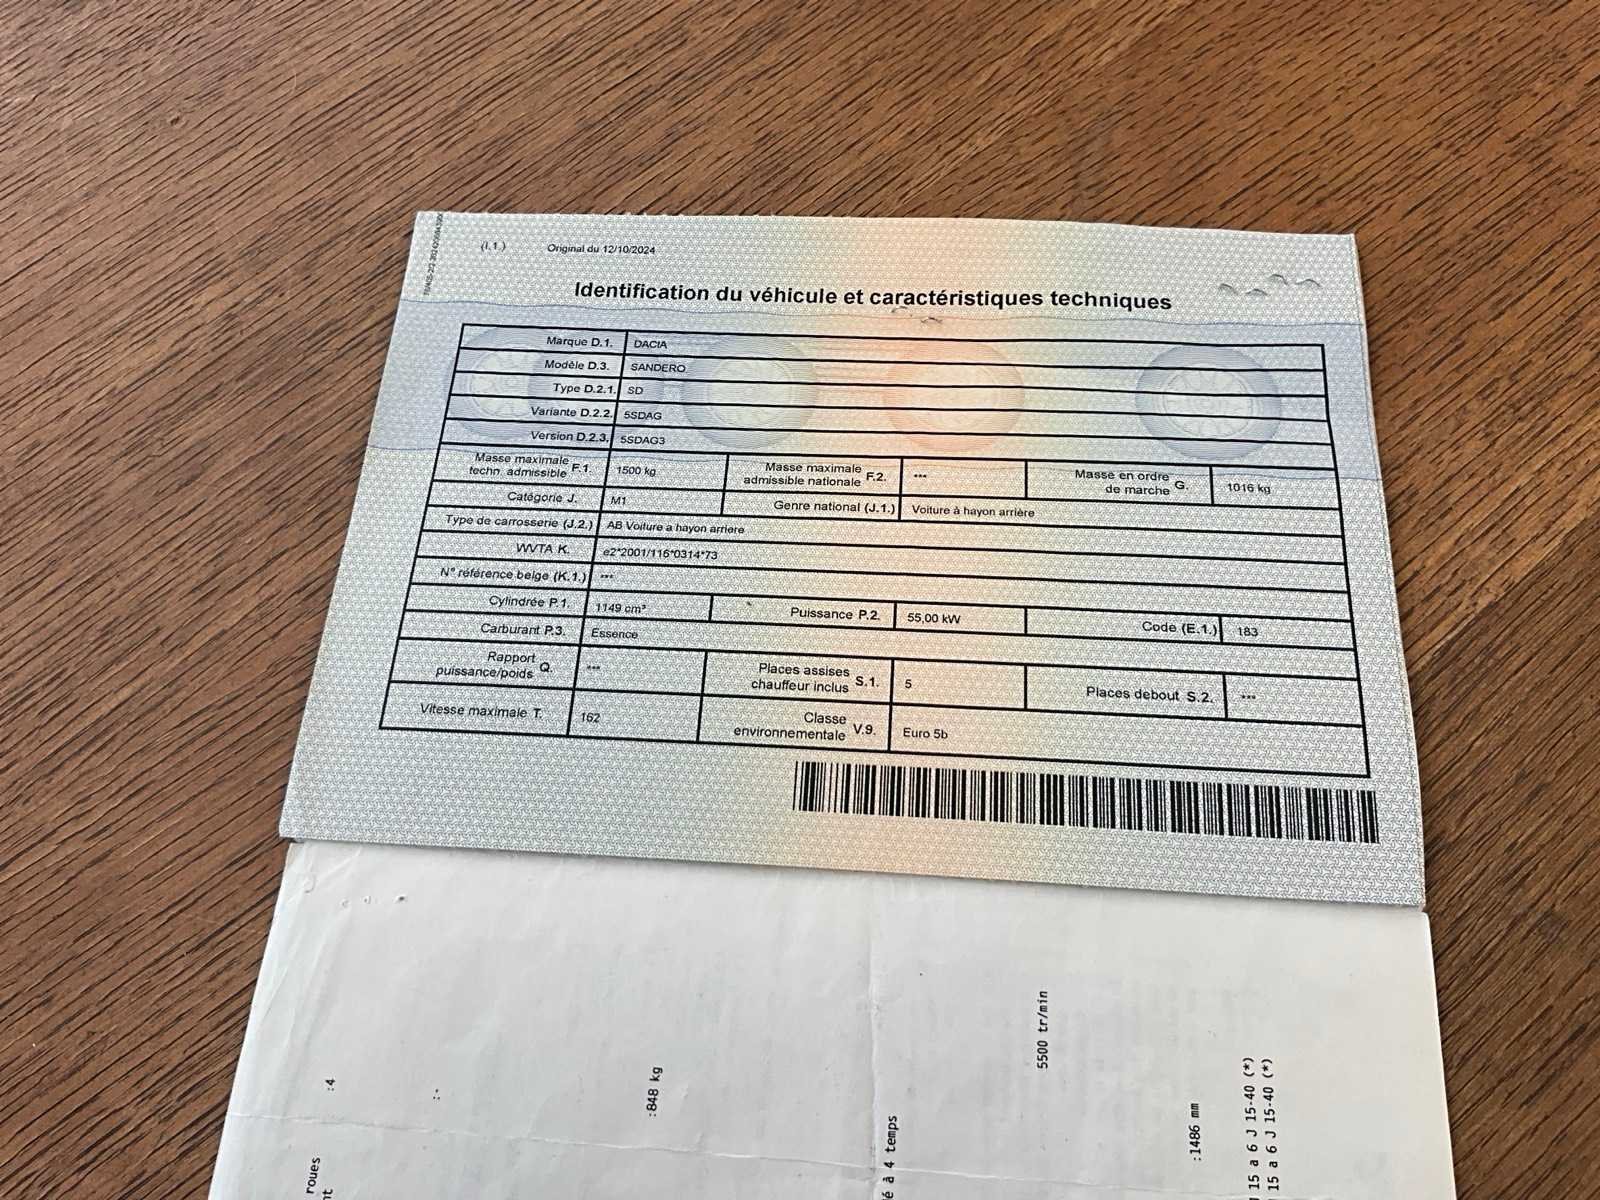 (I.1.) Original du 12/10/2024
Identification du véhicule et caractéristiques techniques
Marque D.1. DACIA
Modèle D.3. SANDERO
Type D.2.1. SD
Variante D.2.2. 5SDAG
Version D.2.3. 5SDAG3
Masse maximale techn. admissible F.1. 1500 kg Masse maximale admissible nationale F.2. *** Masse en ordre de marche G. 1016 kg
Catégorie J. M1 Genre national (J.1.) Voiture à hayon arrière
Type de carrosserie (J.2.) AB Voiture a hayon arriere
WVTA K. e2*2001/116*0314*73
N° référence belge (K.1.) ***
Cylindrée P.1. 1149 cm³ Puissance P.2. 55,00 kW Code (E.1.) 183
Carburant P.3. Essence
Rapport puissance/poids Q. *** Places assises chauffeur inclus S.1. 5 Places debout S.2. ***
Vitesse maximale T. 162 Classe environnementale V.9. Euro 5b
roues
:4
:-
:848 kg
é à 4 temps
5500 tr/min
:1486 mm
15 a 6 J 15-40 (*)
15 a 6 J 15-40 (*)